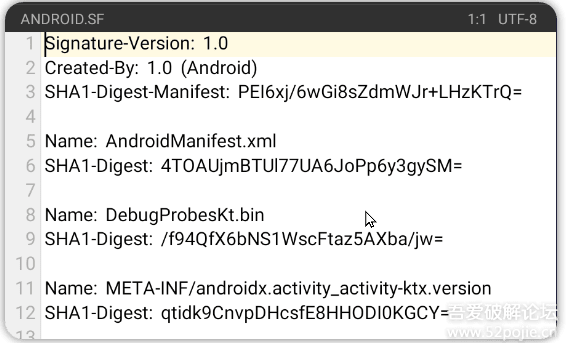 ANDROID.SF 1:1 UTF-8
1 Signature-Version: 1.0
2 Created-By: 1.0 (Android)
3 SHA1-Digest-Manifest: PEI6xj/6wGi8sZdmWJr+LHzKTrQ=
4
5 Name: AndroidManifest.xml
6 SHA1-Digest: 4TOAUjmBTUl77UA6JoPp6y3gySM=
7
8 Name: DebugProbesKt.bin
9 SHA1-Digest: /f94QfX6bNS1WscFtaz5AXba/jw=
10
11 Name: META-INF/androidx.activity_activity-ktx.version
12 SHA1-Digest: qtidk9CnvpDHcsfE8HHODI0KGCY=
13
吾爱破解论坛
www.52pojie.cn